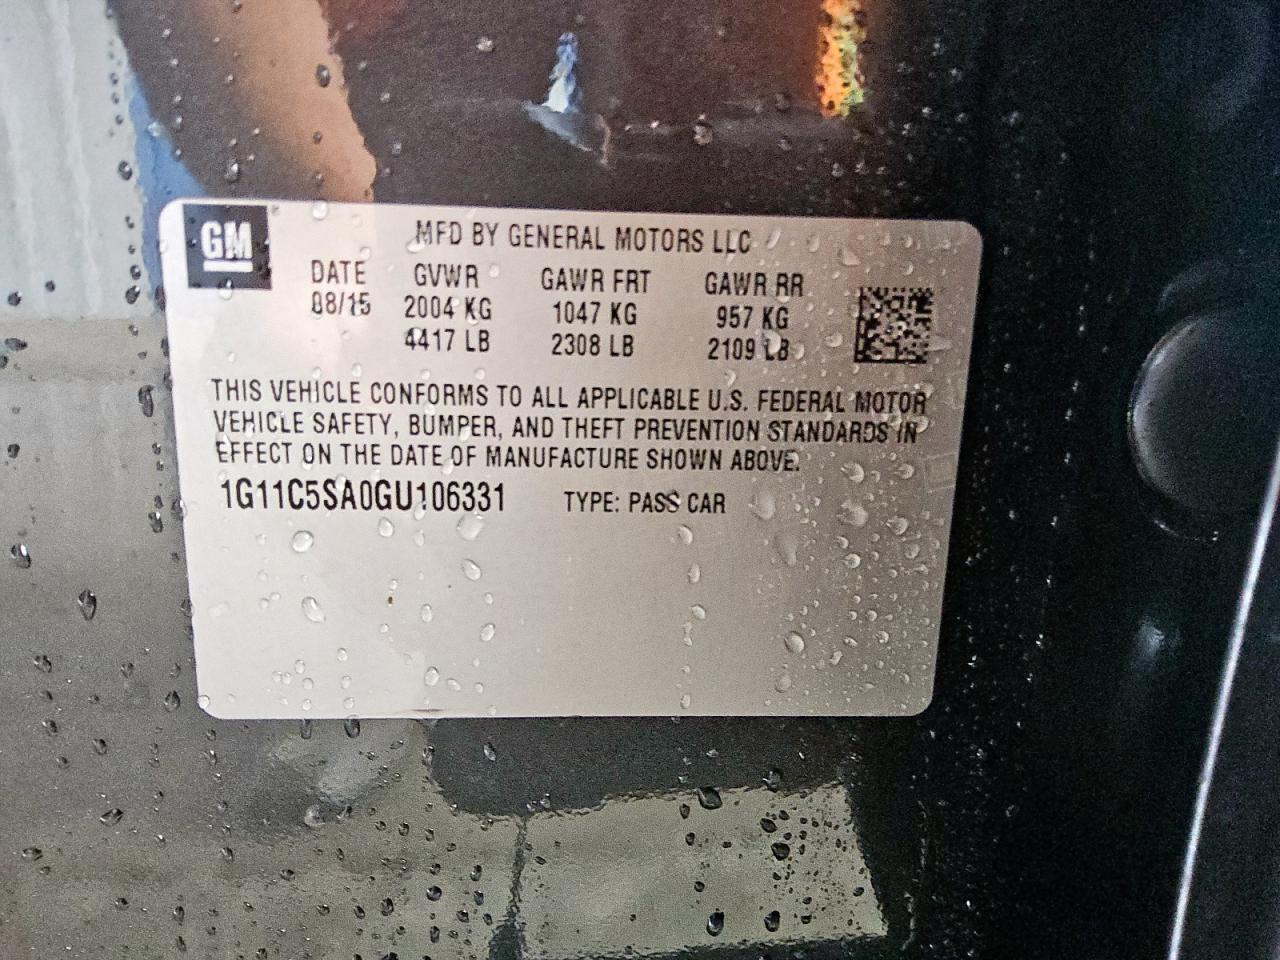 GM
MFD BY GENERAL MOTORS LLC
DATE GVWR GAWR FRT GAWR RR
08/15 2004 KG 1047 KG 957 KG
4417 LB 2308 LB 2109 LB
THIS VEHICLE CONFORMS TO ALL APPLICABLE U.S. FEDERAL MOTOR
VEHICLE SAFETY, BUMPER, AND THEFT PREVENTION STANDARDS IN
EFFECT ON THE DATE OF MANUFACTURE SHOWN ABOVE.
1G11C5SA0GU106331 TYPE: PASS CAR